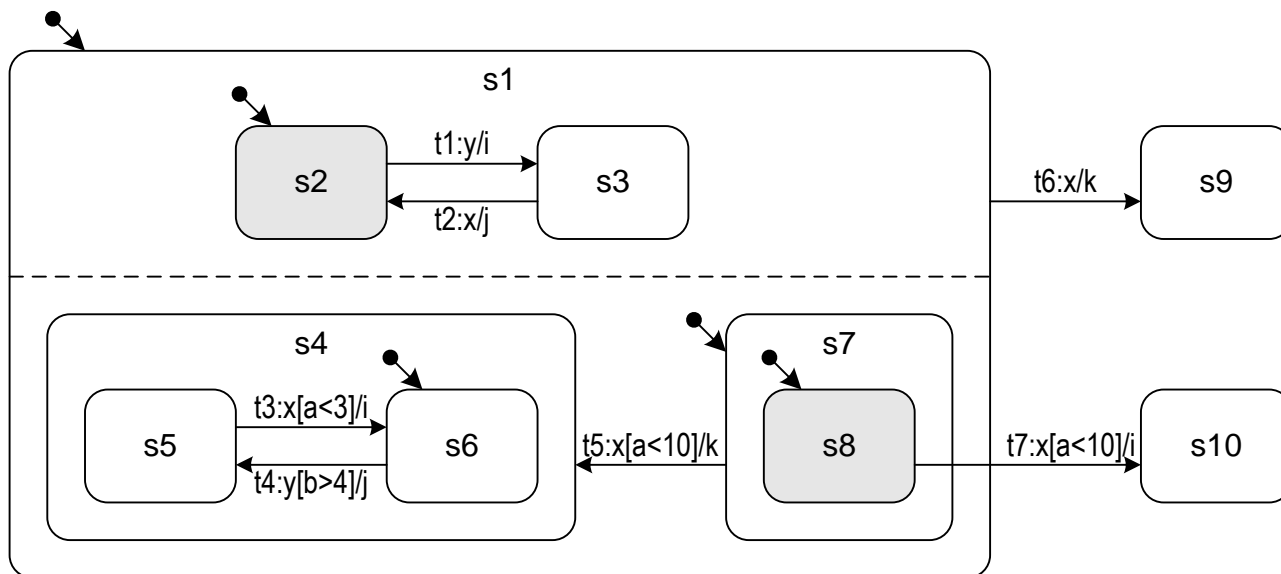 s1
t1:y/i
s2
s3
t2:x/j
t6:x/k
s9
s4
s7
t3:x[a<3]/i
s5
s6
t4:y[b>4]/j
t5:x[a<10]/k
s8
t7:x[a<10]/i
s10